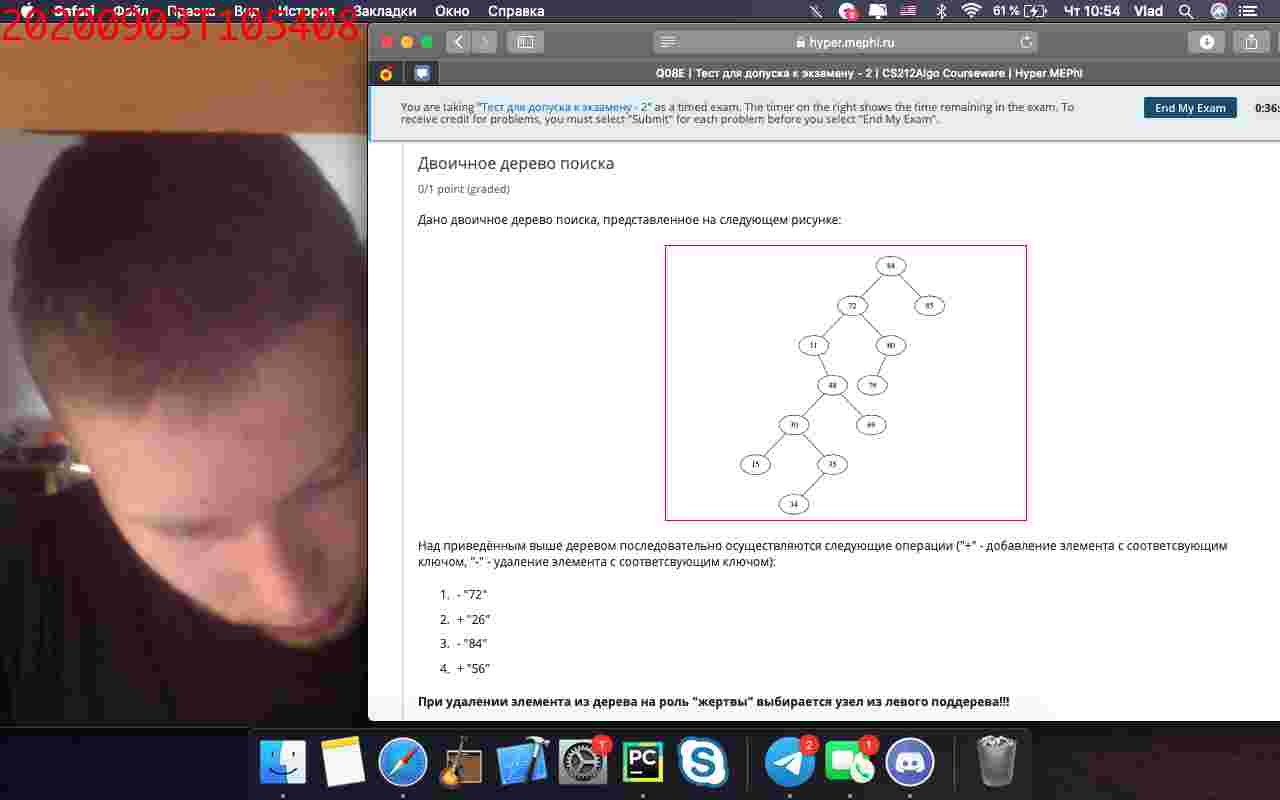 20200903T105408
Safari Файл Правка Вид История Закладки Окно Справка
61 % Чт 10:54 Vlad
hyper.mephi.ru
Q08E | Тест для допуска к экзамену - 2 | CS212Algo Courseware | Hyper.MEPhI
You are taking "Тест для допуска к экзамену - 2" as a timed exam. The timer on the right shows the time remaining in the exam. To
receive credit for problems, you must select "Submit" for each problem before you select "End My Exam".
End My Exam
0:36:
Двоичное дерево поиска
0/1 point (graded)
Дано двоичное дерево поиска, представленное на следующем рисунке:
72
80
48
15
35
34
Над приведённым выше деревом последовательно осуществляются следующие операции ("+" - добавление элемента с соответсвующим
ключом, "-" - удаление элемента с соответсвующим ключом):
1. - "72"
2. + "26"
3. - "84"
4. + "56"
При удалении элемента из дерева на роль "жертвы" выбирается узел из левого поддерева!!!
1
PC
2
1